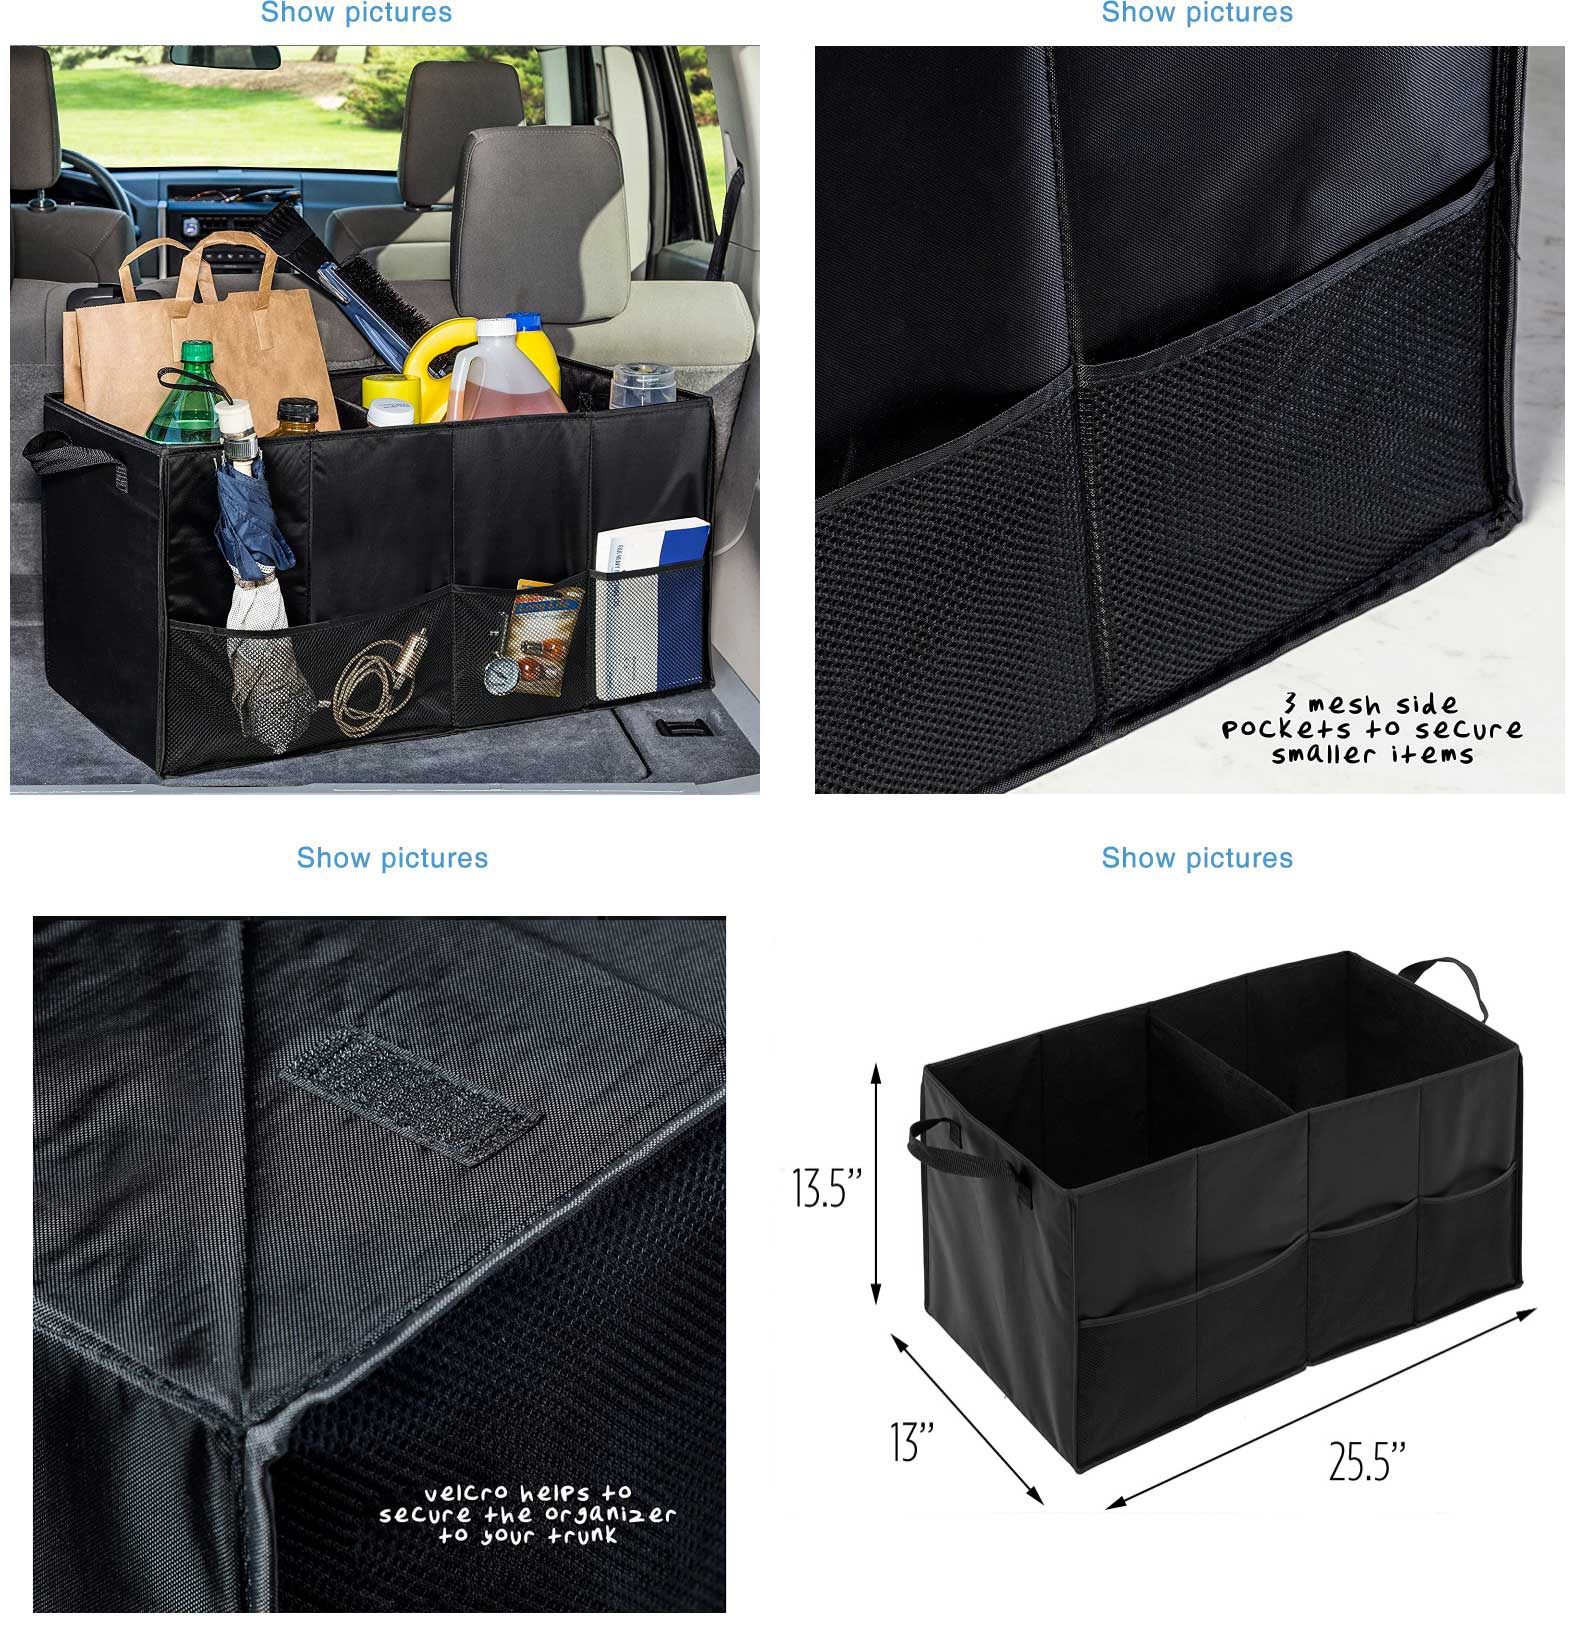 Show pictures
Show pictures
3 mesh side
pockets to secure
smaller items
Show pictures
Show pictures
velcro helps to
secure the organizer
to your trunk
13.5”
13”
25.5”